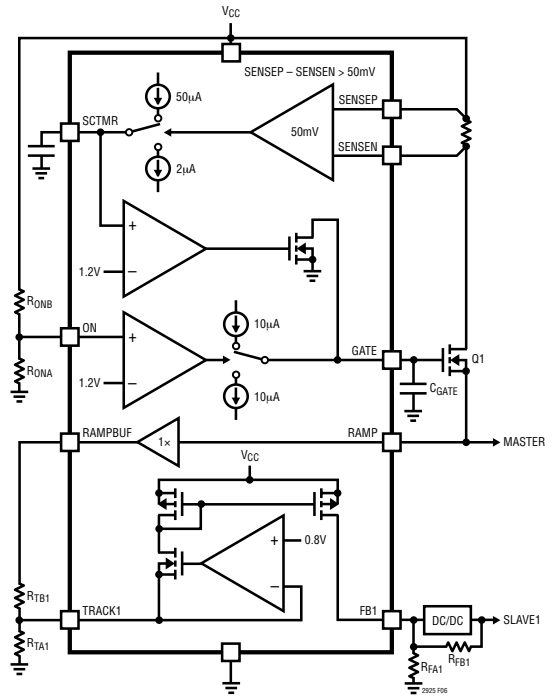 VCC
SENSEP – SENSEN > 50mV
50µA
SENSEP
SCTMR
50mV
SENSEN
2µA
+
1.2V
–
RONB
10µA
ON
+
GATE
Q1
RONA
1.2V
–
10µA
CGATE
RAMPBUF
1×
RAMP
MASTER
VCC
+
0.8V
–
RTB1
TRACK1
FB1
DC/DC
SLAVE1
RTA1
RFB1
RFA1
2925 F06